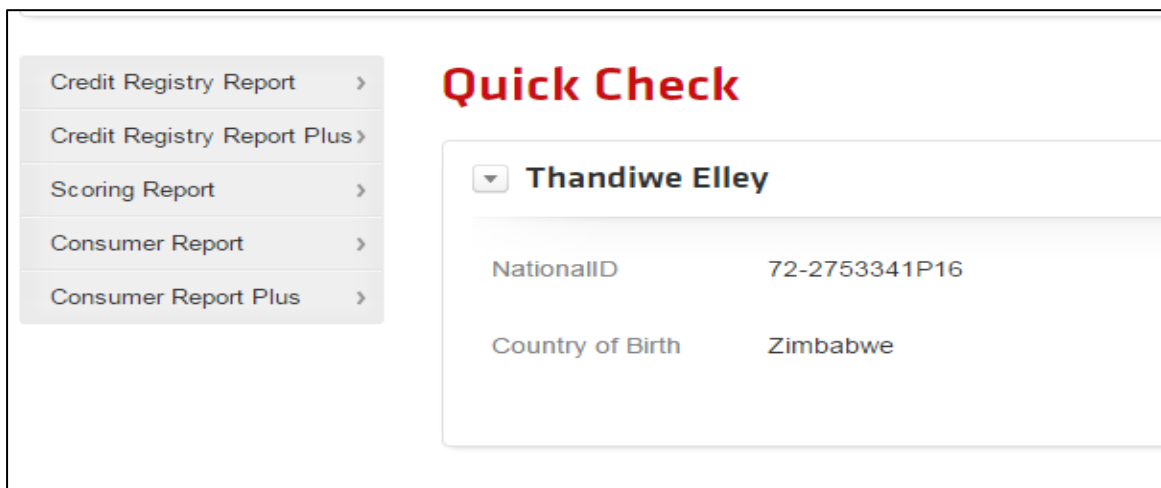 Credit Registry Report
Credit Registry Report Plus
Scoring Report
Consumer Report
Consumer Report Plus
Quick Check
Thandiwe Elley
NationalID 72-2753341P16
Country of Birth Zimbabwe